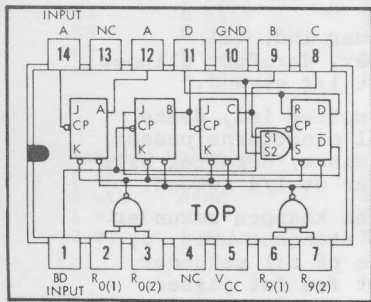 INPUT
A NC A D GND B C
14 13 12 11 10 9 8
J A J B J C R D
CP CP CP S1 CP
S2
K K K S D̅
TOP
1 2 3 4 5 6 7
BD R0(1) R0(2) NC VCC R9(1) R9(2)
INPUT